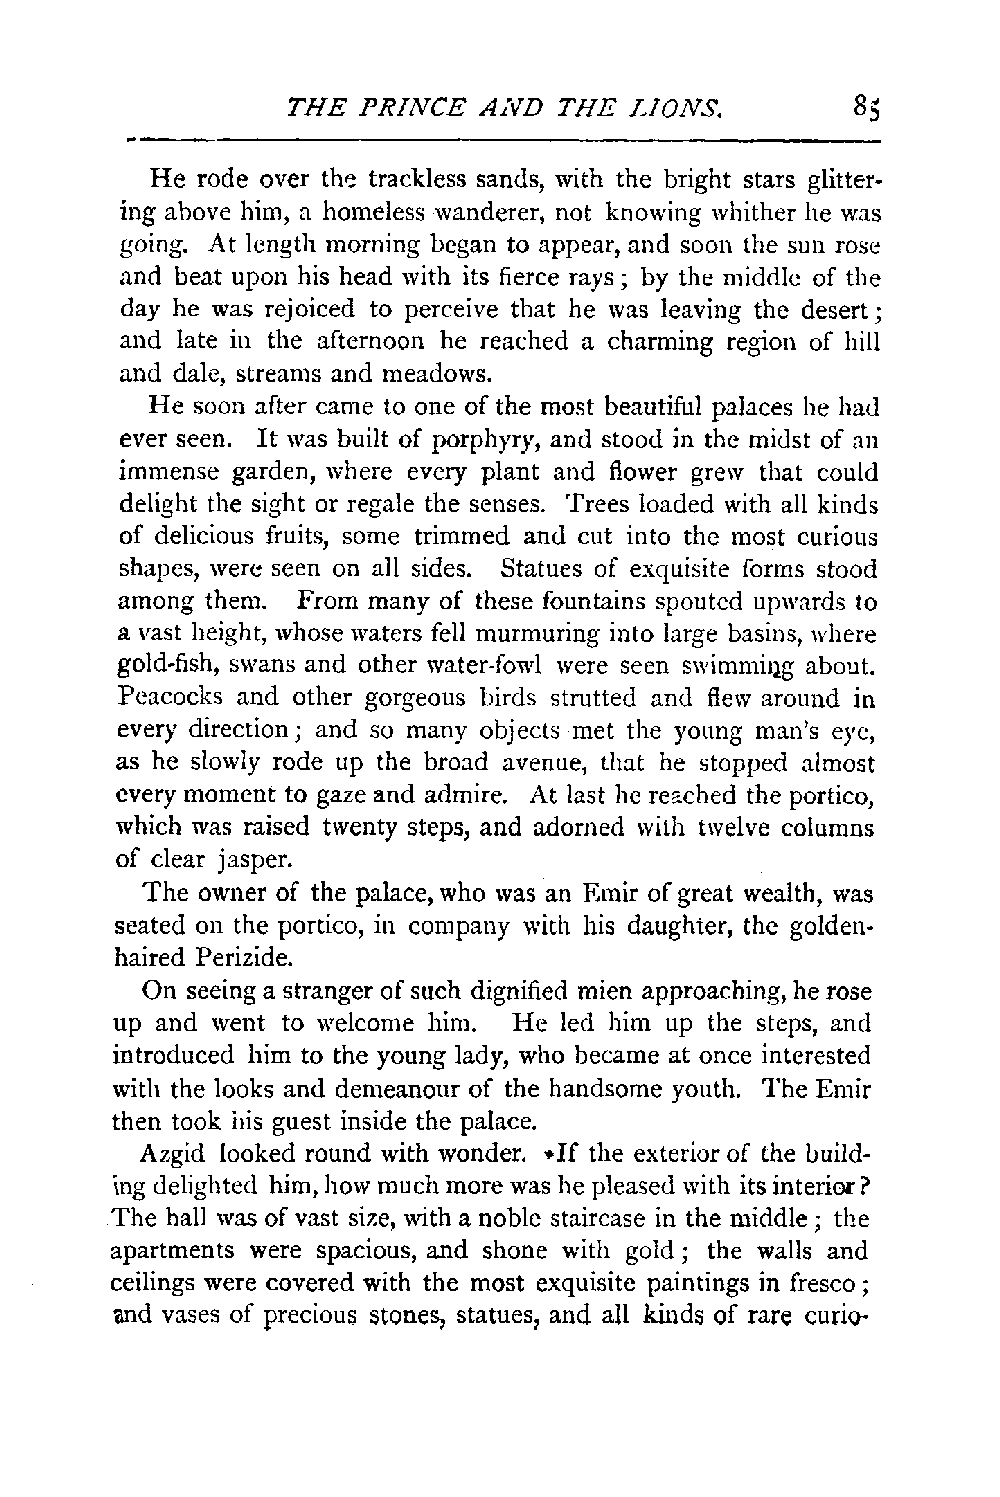 THE PRINCE AND THE LIONS. 85
He rode over the trackless sands, with the bright stars glitter-
ing above him, a homeless wanderer, not knowing whither he was
going. At length morning began to appear, and soon the sun rose
and beat upon his head with its fierce rays; by the middle of the
day he was rejoiced to perceive that he was leaving the desert;
and late in the afternoon he reached a charming region of hill
and dale, streams and meadows.
He soon after came to one of the most beautiful palaces he had
ever seen. It was built of porphyry, and stood in the midst of an
immense garden, where every plant and flower grew that could
delight the sight or regale the senses. Trees loaded with all kinds
of delicious fruits, some trimmed and cut into the most curious
shapes, were seen on all sides. Statues of exquisite forms stood
among them. From many of these fountains spouted upwards to
a vast height, whose waters fell murmuring into large basins, where
gold-fish, swans and other water-fowl were seen swimming about.
Peacocks and other gorgeous birds strutted and flew around in
every direction; and so many objects met the young man's eye,
as he slowly rode up the broad avenue, that he stopped almost
every moment to gaze and admire. At last he reached the portico,
which was raised twenty steps, and adorned with twelve columns
of clear jasper.
The owner of the palace, who was an Emir of great wealth, was
seated on the portico, in company with his daughter, the golden-
haired Perizide.
On seeing a stranger of such dignified mien approaching, he rose
up and went to welcome him. He led him up the steps, and
introduced him to the young lady, who became at once interested
with the looks and demeanour of the handsome youth. The Emir
then took his guest inside the palace.
Azgid looked round with wonder. If the exterior of the build-
ing delighted him, how much more was he pleased with its interior?
The hall was of vast size, with a noble staircase in the middle; the
apartments were spacious, and shone with gold; the walls and
ceilings were covered with the most exquisite paintings in fresco;
and vases of precious stones, statues, and all kinds of rare curio-